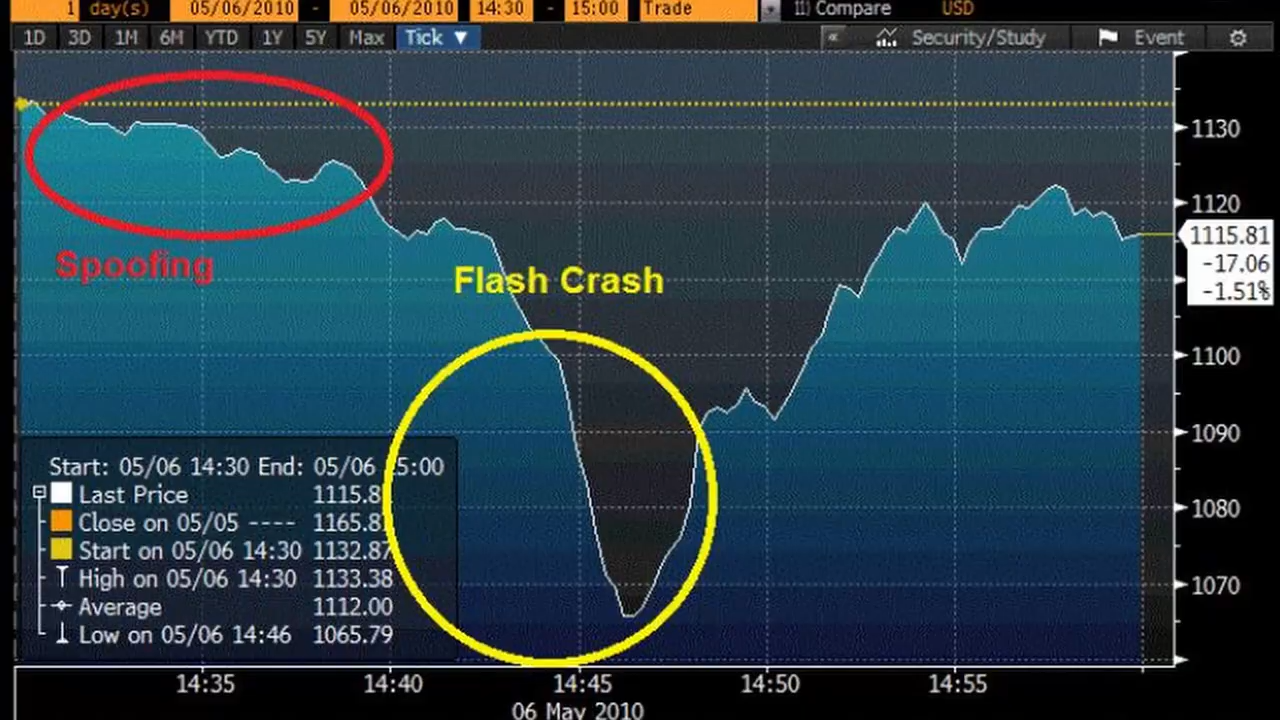 1 day(s) 05/06/2010 - 05/06/2010 14:30 - 15:00 Trade Compare USD
1D 3D 1M 6M YTD 1Y 5Y Max Tick ▼ « Security/Study Event
1130
1120
1115.81
-17.06
-1.51%
Spoofing
Flash Crash
1100
1090
1080
1070
Start: 05/06 14:30 End: 05/06 15:00
Last Price 1115.81
Close on 05/05 ---- 1165.87
Start on 05/06 14:30 1132.87
High on 05/06 14:30 1133.38
Average 1112.00
Low on 05/06 14:46 1065.79
14:35 14:40 14:45 14:50 14:55
06 May 2010